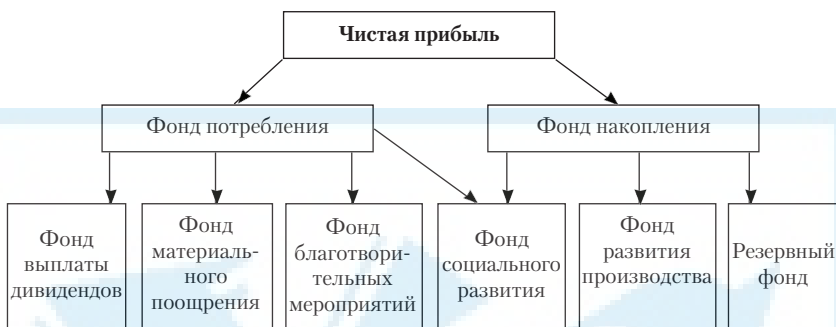 Чистая прибыль
Фонд потребления
Фонд накопления
Фонд
выплаты
дивидендов
Фонд
материаль-
ного
поощрения
Фонд
благотвори-
тельных
мероприятий
Фонд
социального
развития
Фонд
развития
производства
Резервный
фонд